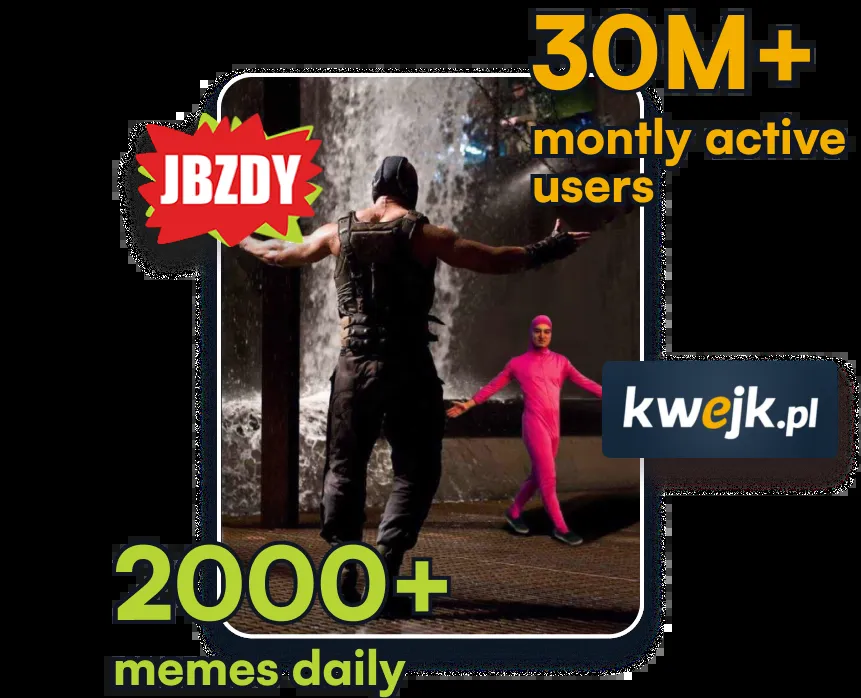 30M+
montly active
users
JBZDY
kwejk.pl
2000+
memes daily